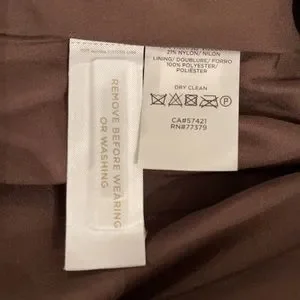 REMOVE BEFORE WEARING
OR WASHING
21% NYLON/ NILON
LINING/ DOUBLURE/ FORRO
100% POLYESTER/
POLIESTER
DRY CLEAN
P
CA#57421
RN#77379